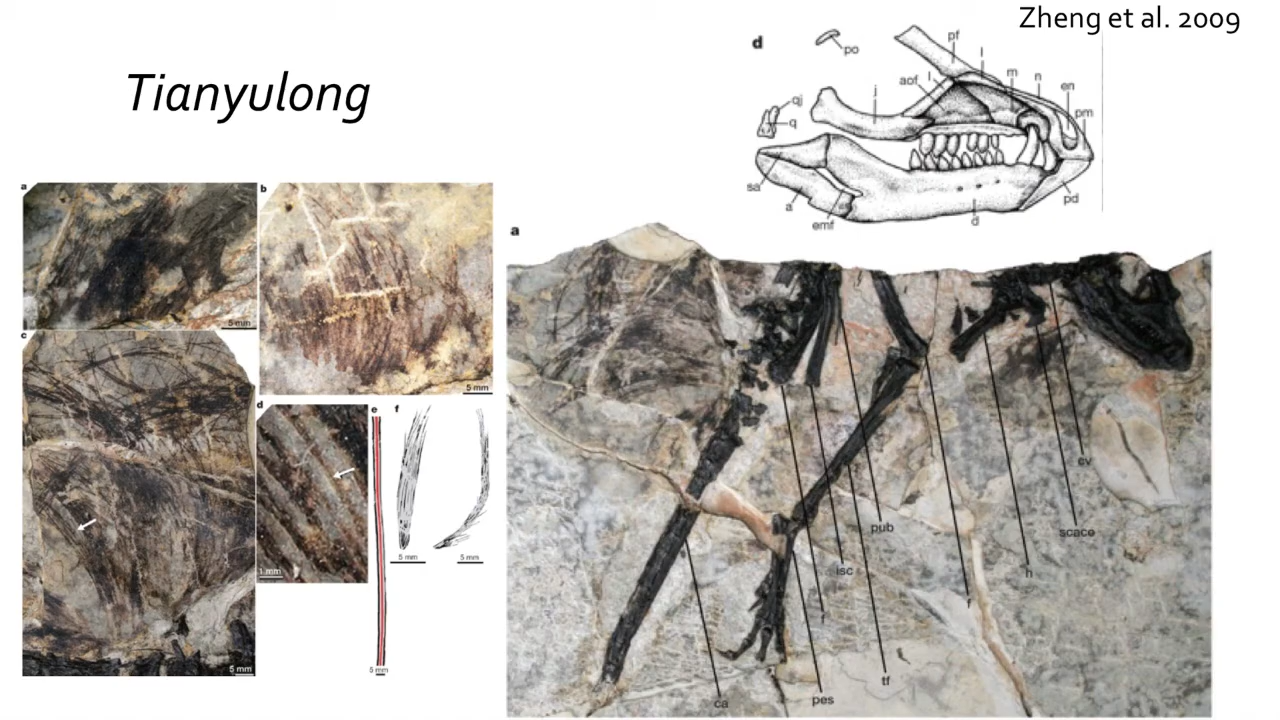 Zheng et al. 2009
Tianyulong
d
po
pf
l
l
m
n
en
pm
aof
j
qj
q
sa
a
emf
d
pd
a
5 mm
b
5 mm
c
5 mm
d
1 mm
e
5 mm
f
5 mm
5 mm
a
cv
scacο
h
f
pub
isc
f
tf
pes
ca